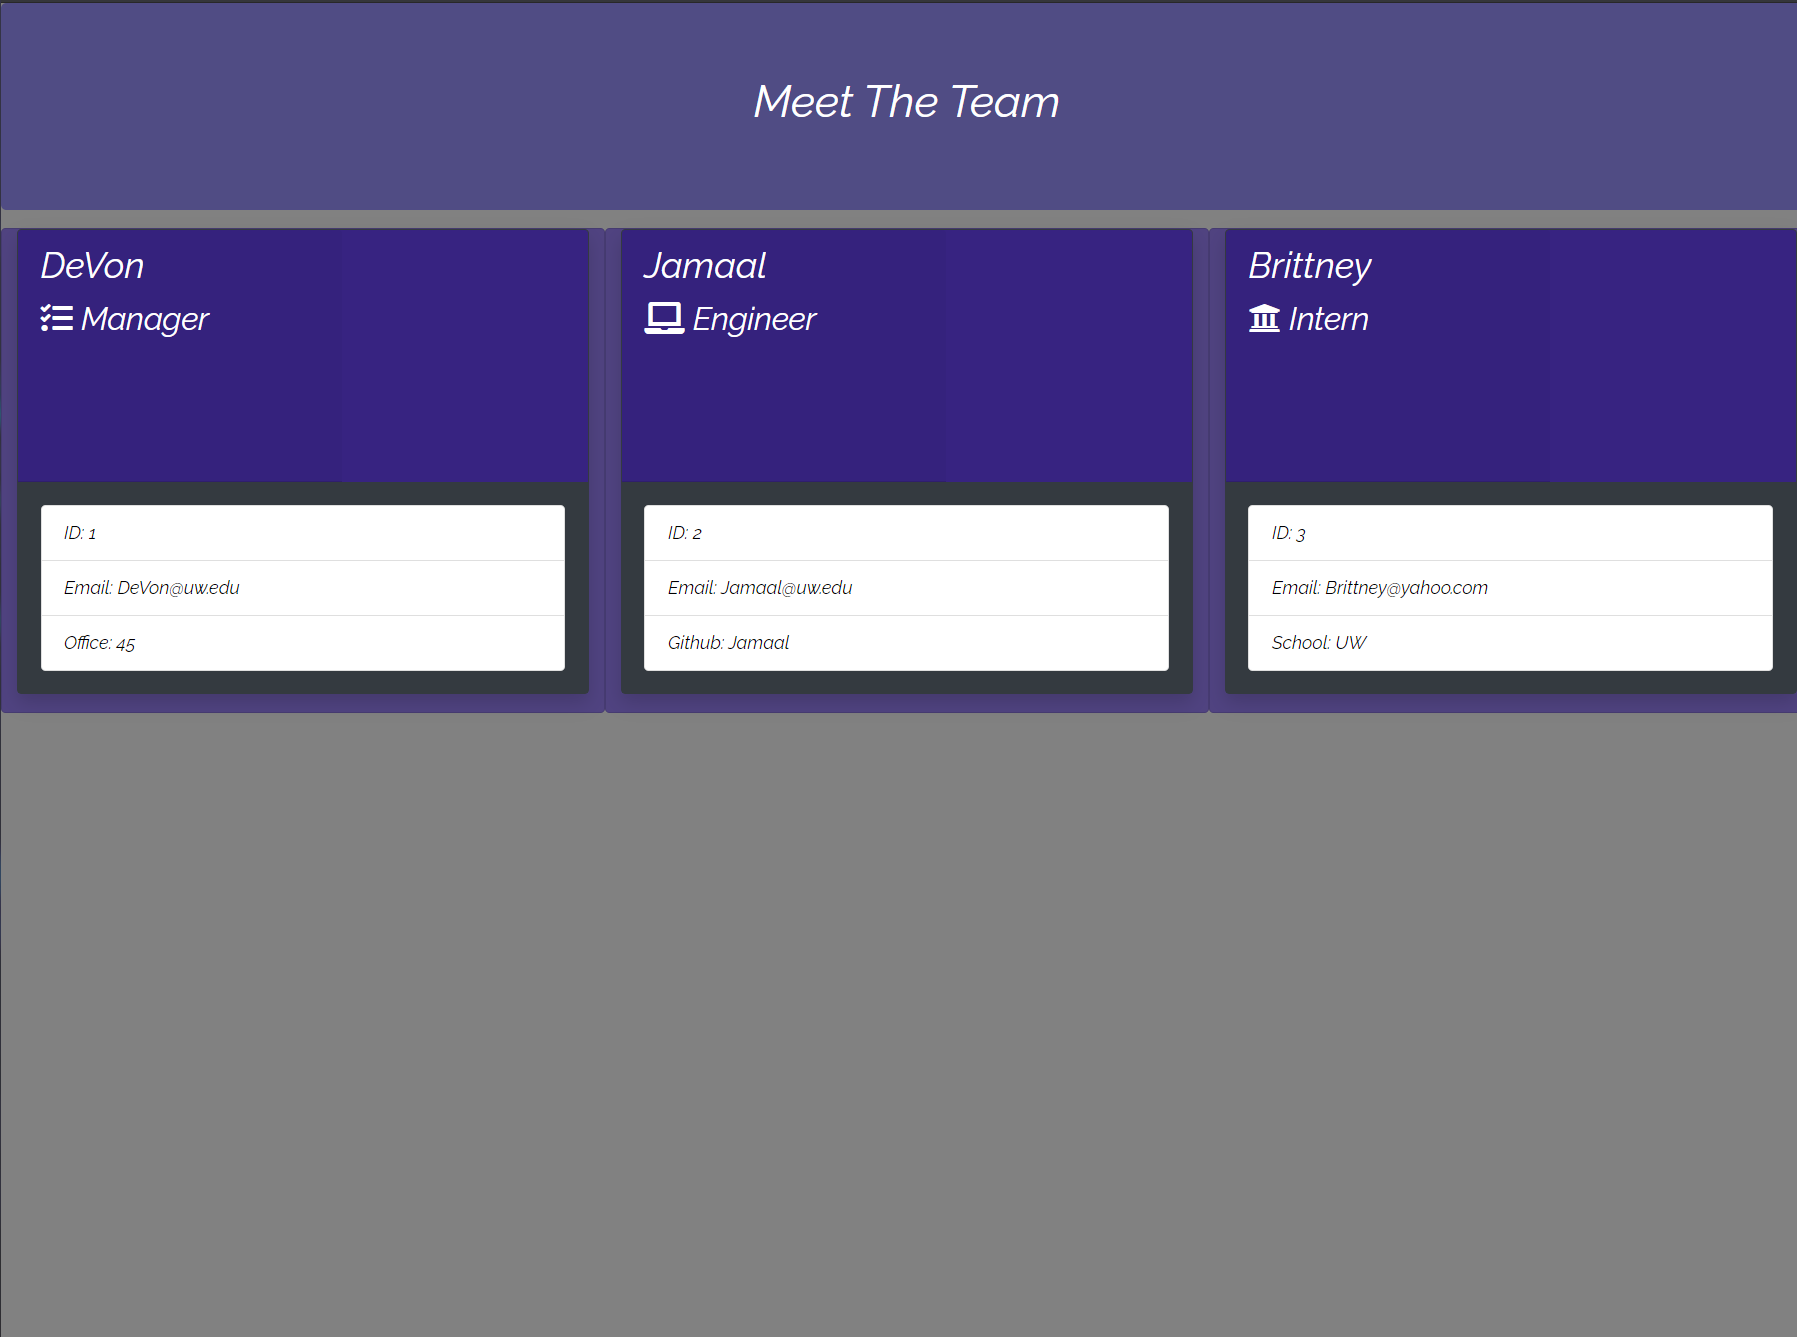 Meet The Team
DeVon
Manager
ID: 1
Email: DeVon@uw.edu
Office: 45
Jamaal
Engineer
ID: 2
Email: Jamaal@uw.edu
Github: Jamaal
Brittney
Intern
ID: 3
Email: Brittney@yahoo.com
School: UW